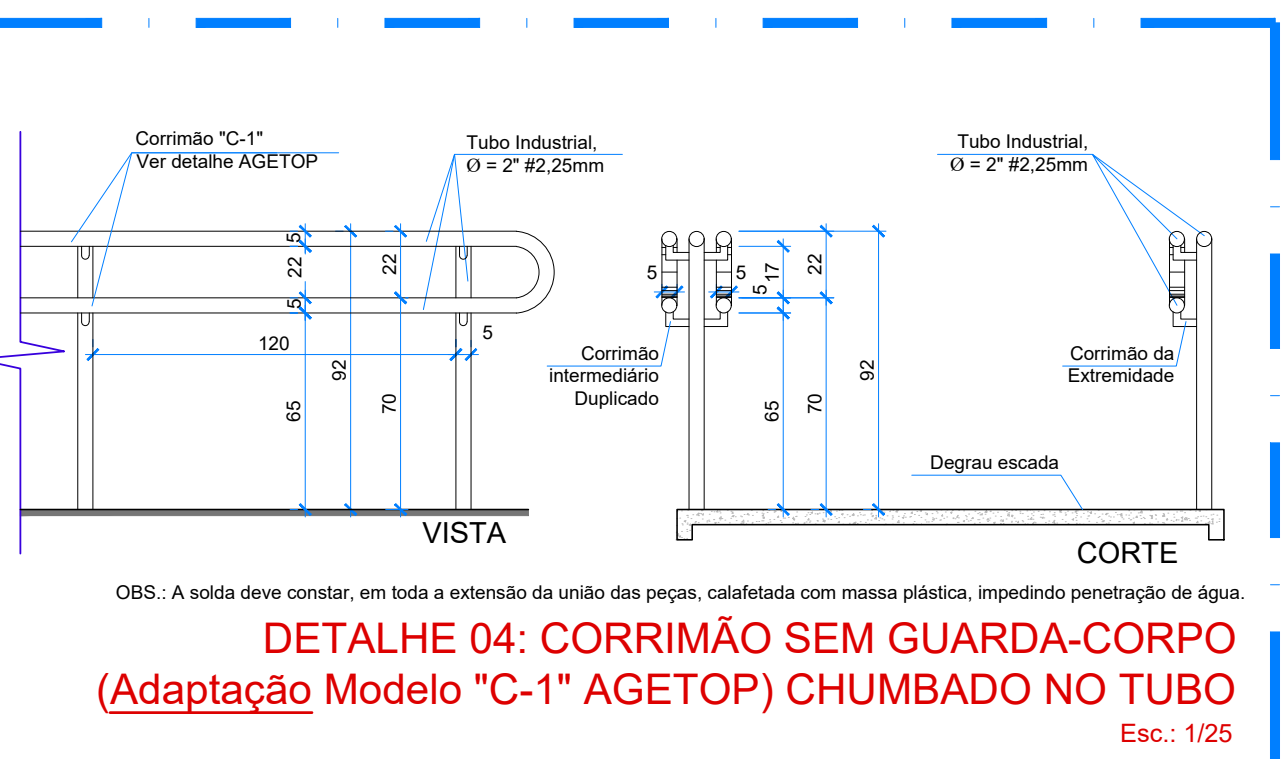 Corrimão "C-1"
Ver detalhe AGETOP
Tubo Industrial,
Ø = 2" #2,25mm
5
22
5
22
120
5
92
65
70
VISTA
Tubo Industrial,
Ø = 2" #2,25mm
5
5
17
5
22
92
65
70
Corrimão
intermediário
Duplicado
Corrimão da
Extremidade
Degrau escada
CORTE
OBS.: A solda deve constar, em toda a extensão da união das peças, calafetada com massa plástica, impedindo penetração de água.
DETALHE 04: CORRIMÃO SEM GUARDA-CORPO
(Adaptação Modelo "C-1" AGETOP) CHUMBADO NO TUBO
Esc.: 1/25